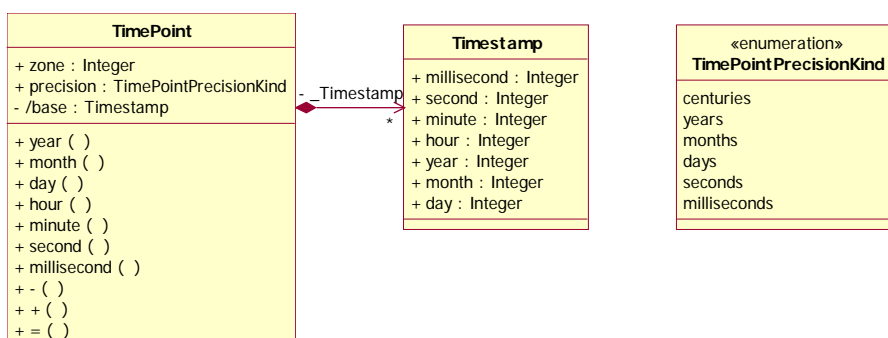 TimePoint
+ zone : Integer
+ precision : TimePointPrecisionKind
- /base : Timestamp
+ year ( )
+ month ( )
+ day ( )
+ hour ( )
+ minute ( )
+ second ( )
+ millisecond ( )
+ - ( )
+ + ( )
+ = ( )
- _Timestamp
*
Timestamp
+ millisecond : Integer
+ second : Integer
+ minute : Integer
+ hour : Integer
+ year : Integer
+ month : Integer
+ day : Integer
«enumeration»
TimePointPrecisionKind
centuries
years
months
days
seconds
milliseconds